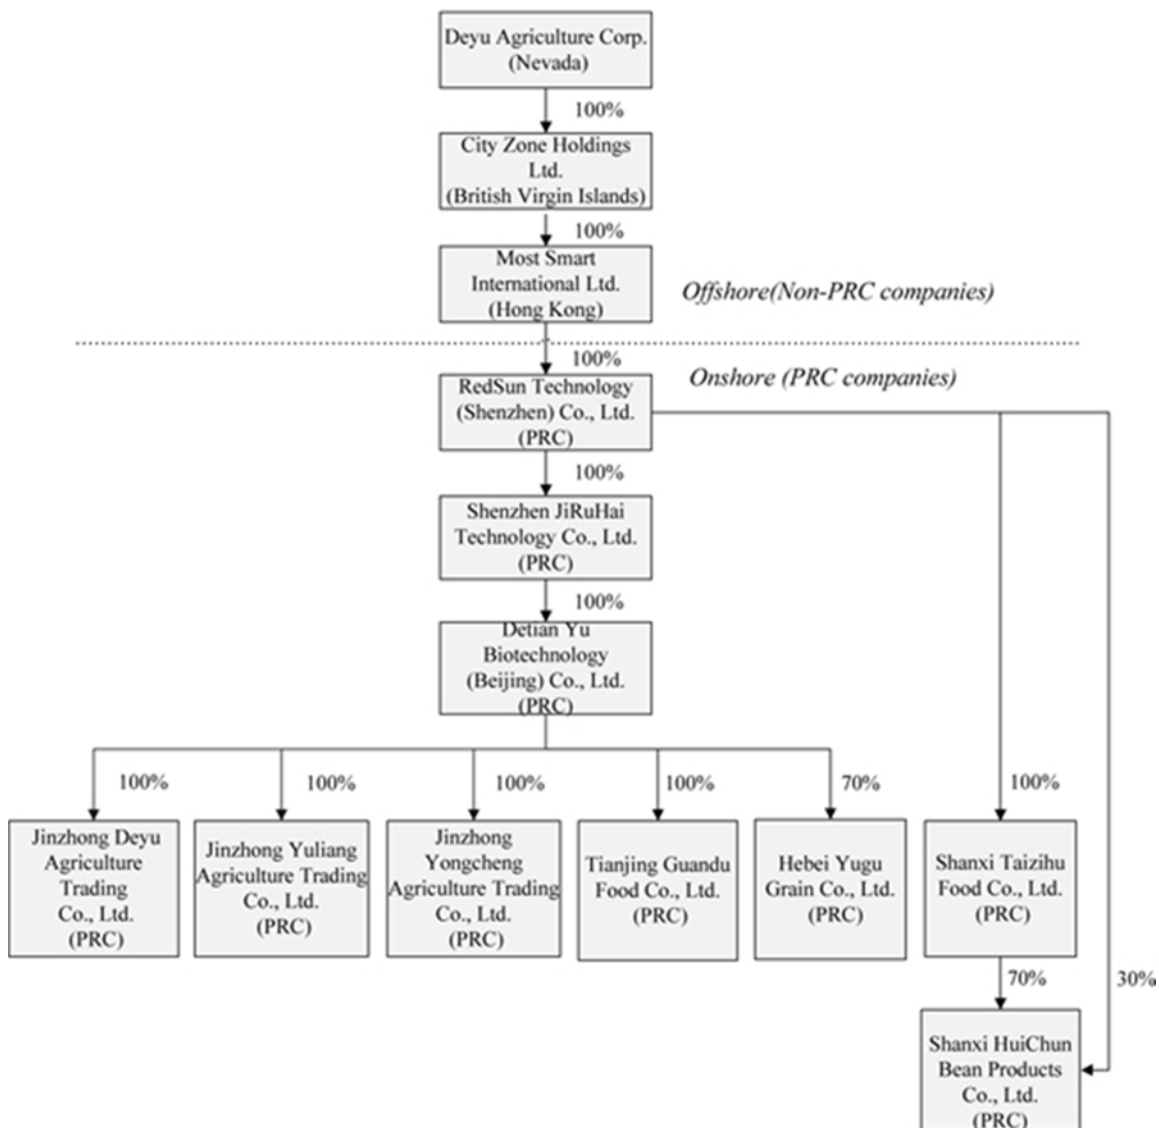 Deyu Agriculture Corp.
(Nevada)
100%
City Zone Holdings
Ltd.
(British Virgin Islands)
100%
Most Smart
International Ltd.
(Hong Kong)
Offshore(Non-PRC companies)
100%
Onshore (PRC companies)
RedSun Technology
(Shenzhen) Co., Ltd.
(PRC)
100%
Shenzhen JiRuHai
Technology Co., Ltd.
(PRC)
100%
Detian Yu
Biotechnology
(Beijing) Co., Ltd.
(PRC)
100%
100%
100%
100%
70%
100%
Jinzhong Deyu
Agriculture
Trading
Co., Ltd.
(PRC)
Jinzhong Yuliang
Agriculture Trading
Co., Ltd.
(PRC)
Jinzhong
Yongcheng
Agriculture Trading
Co., Ltd.
(PRC)
Tianjing Guandu
Food Co., Ltd.
(PRC)
Hebei Yugu
Grain Co., Ltd.
(PRC)
Shanxi Taizihu
Food Co., Ltd.
(PRC)
70%
30%
Shanxi HuiChun
Bean Products
Co., Ltd.
(PRC)